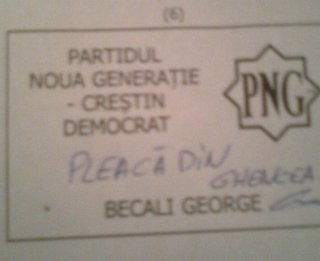 (6)
PARTIDUL
NOUA GENERAȚIE
- CREȘTIN
DEMOCRAT
PNG
PLEACĂ DIN
GHENCEA
BECALI GEORGE